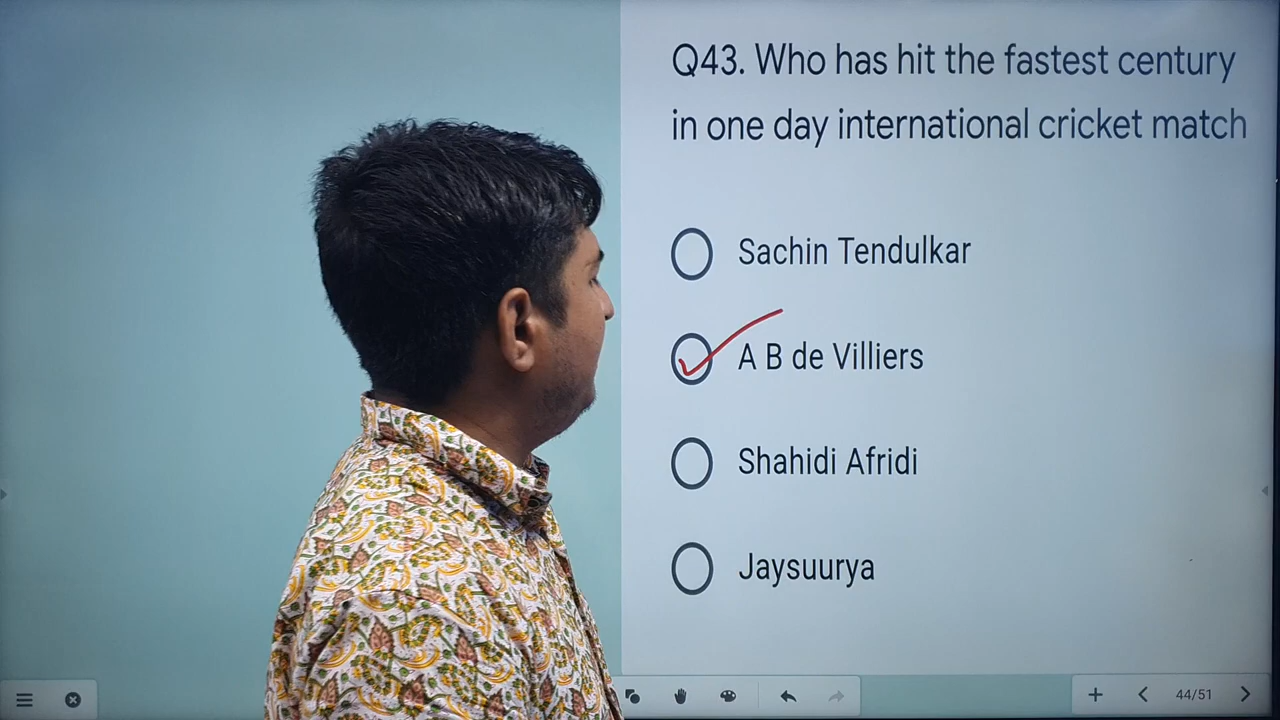 Q43. Who has hit the fastest century
in one day international cricket match
Sachin Tendulkar
A B de Villiers
Shahidi Afridi
Jaysuurya
44/51